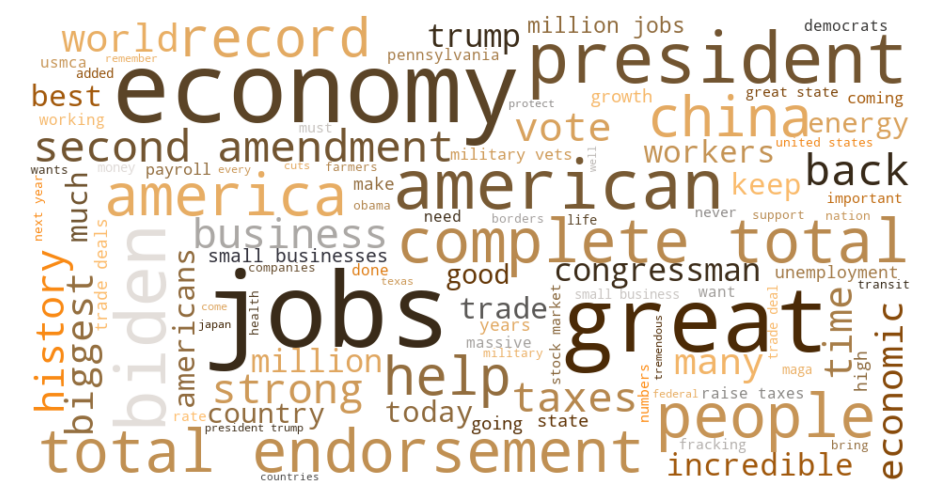 world
record
trump
million jobs
democrats
usmca
remember
pennsylvania
president
added
economy
best
working
protect
growth
great state
coming
must
vote
china
energy
second amendment
military vets
well
workers
united states
back
wants
money
payroll
every
cuts
farmers
make
america
obama
american
keep
important
next year
much
trade deals
biden
americans
business
need
borders
life
never
support
nation
small businesses
complete total
companies
done
texas
good
congressman
unemployment
transit
history
biggest
come
japan
health
jobs
trade
small business
want
years
massive
stock market
great
tremendous
trade deal
time
million
strong
help
military
many
maga
high
economic
rate
country
today
taxes
numbers
federal
raise taxes
president trump
going
state
people
fracking
bring
total endorsement
countries
incredible